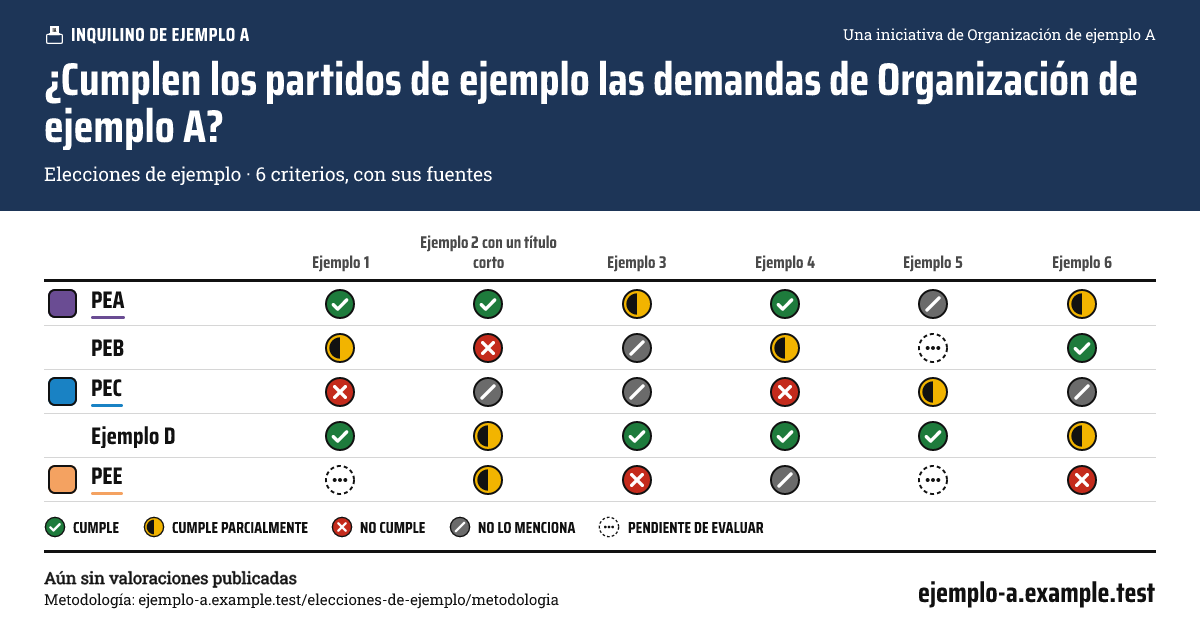 INQUILINO DE EJEMPLO A
Una iniciativa de Organización de ejemplo A
¿Cumplen los partidos de ejemplo las demandas de Organización de
ejemplo A?
Elecciones de ejemplo · 6 criterios, con sus fuentes
Ejemplo 1
Ejemplo 2 con un título
corto
Ejemplo 3
Ejemplo 4
Ejemplo 5
Ejemplo 6
PEA
PEB
PEC
Ejemplo D
PEE
CUMPLE
CUMPLE PARCIALMENTE
NO CUMPLE
NO LO MENCIONA
PENDIENTE DE EVALUAR
Aún sin valoraciones publicadas
Metodología: ejemplo-a.example.test/elecciones-de-ejemplo/metodologia
ejemplo-a.example.test